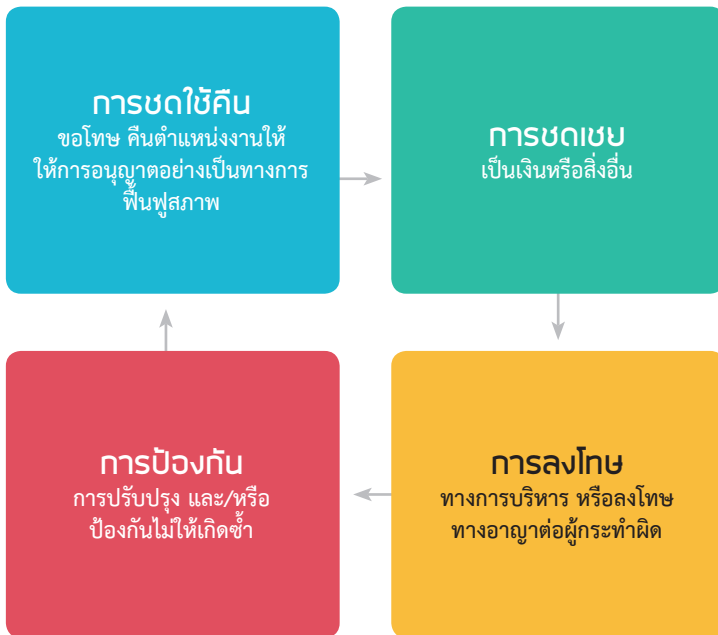 การชดใช้คืน
ขอโทษ คืนตำแหน่งงานให้
ให้การอนุญาตอย่างเป็นทางการ
ฟื้นฟูสภาพ
การชดเชย
เป็นเงินหรือสิ่งอื่น
การป้องกัน
การปรับปรุง และ/หรือ
ป้องกันไม่ให้เกิดซ้ำ
การลงโทษ
ทางการบริหาร หรือลงโทษ
ทางอาญาต่อผู้กระทำผิด